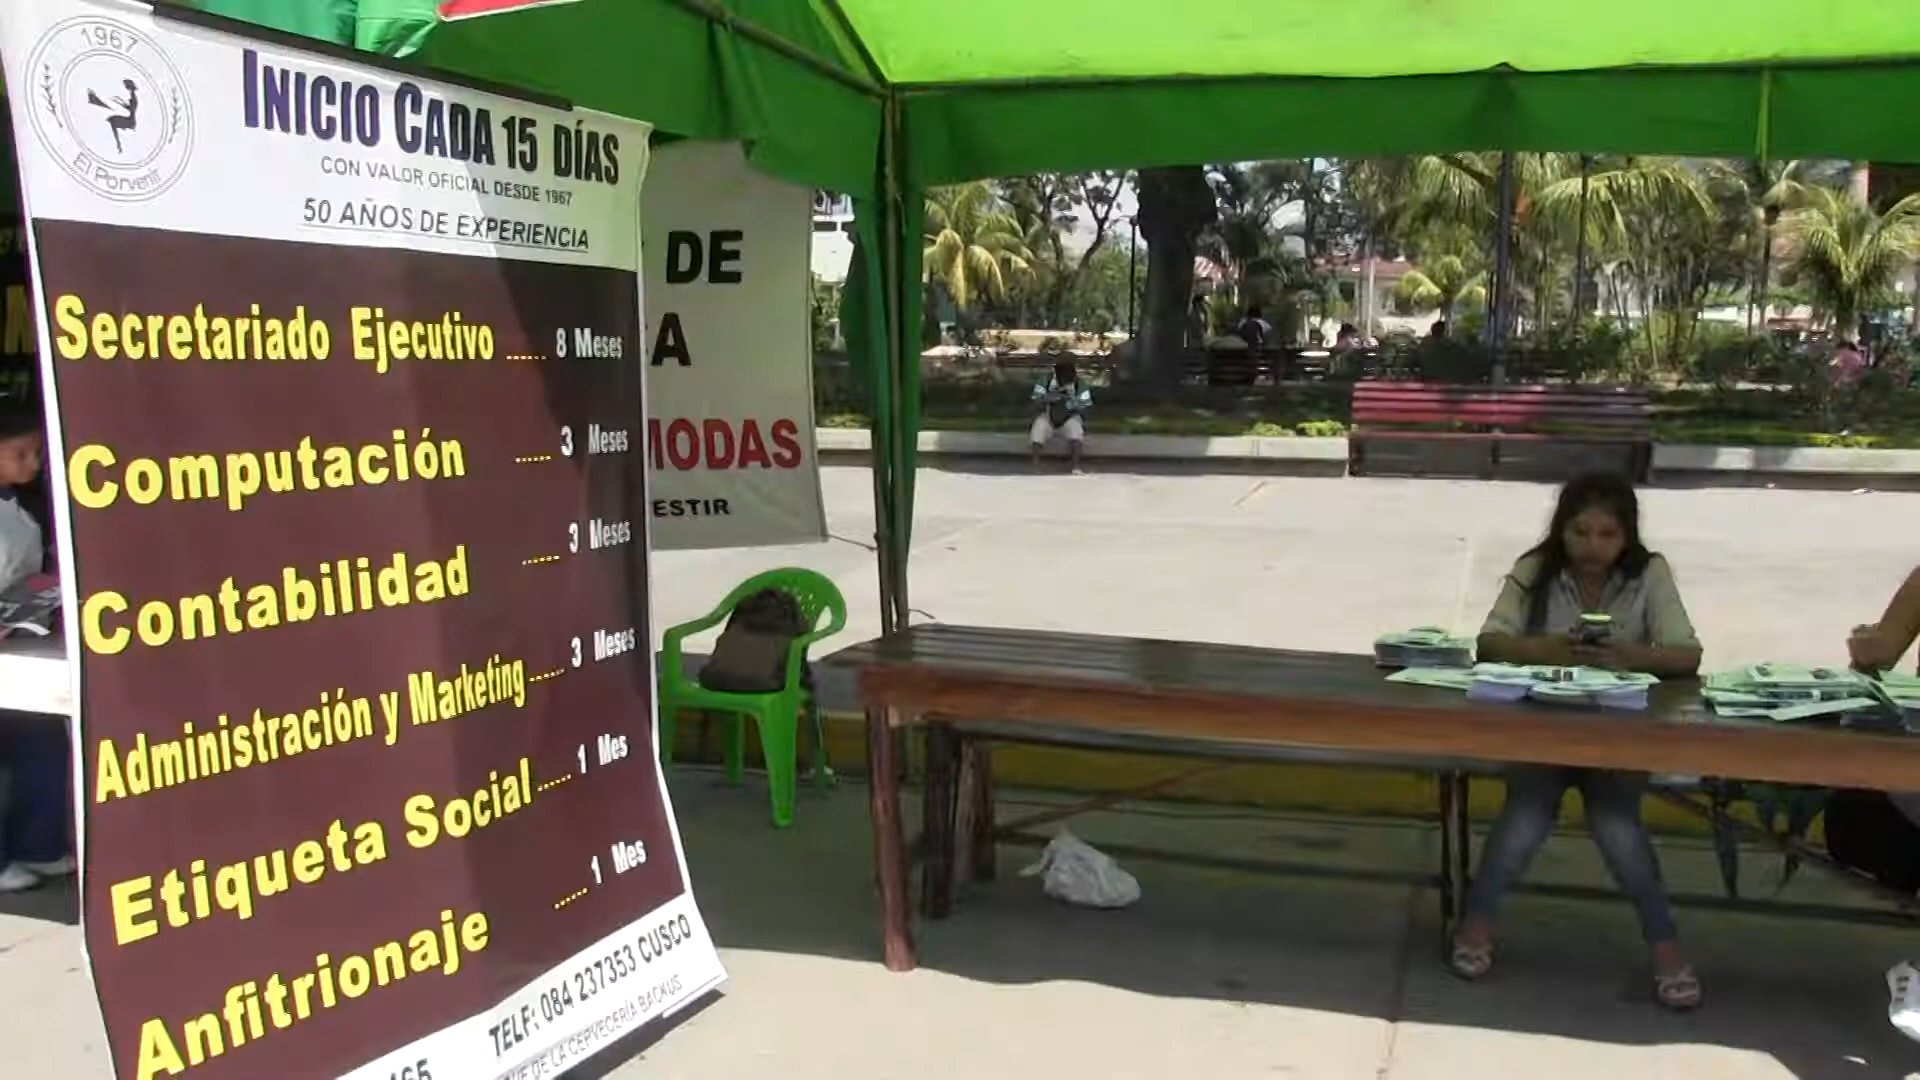 1967
El Porvenir
INICIO CADA 15 DÍAS
CON VALOR OFICIAL DESDE 1967
50 AÑOS DE EXPERIENCIA
Secretariado Ejecutivo ...... 8 Meses
Computación ...... 3 Meses
Contabilidad ...... 3 Meses
Administración y Marketing ...... 3 Meses
Etiqueta Social ...... 1 Mes
Anfitrionaje ...... 1 Mes
TELF: 084 237353 CUSCO
DE LA CERVECERÍA BACKUS
DE
A
MODAS
ESTIR